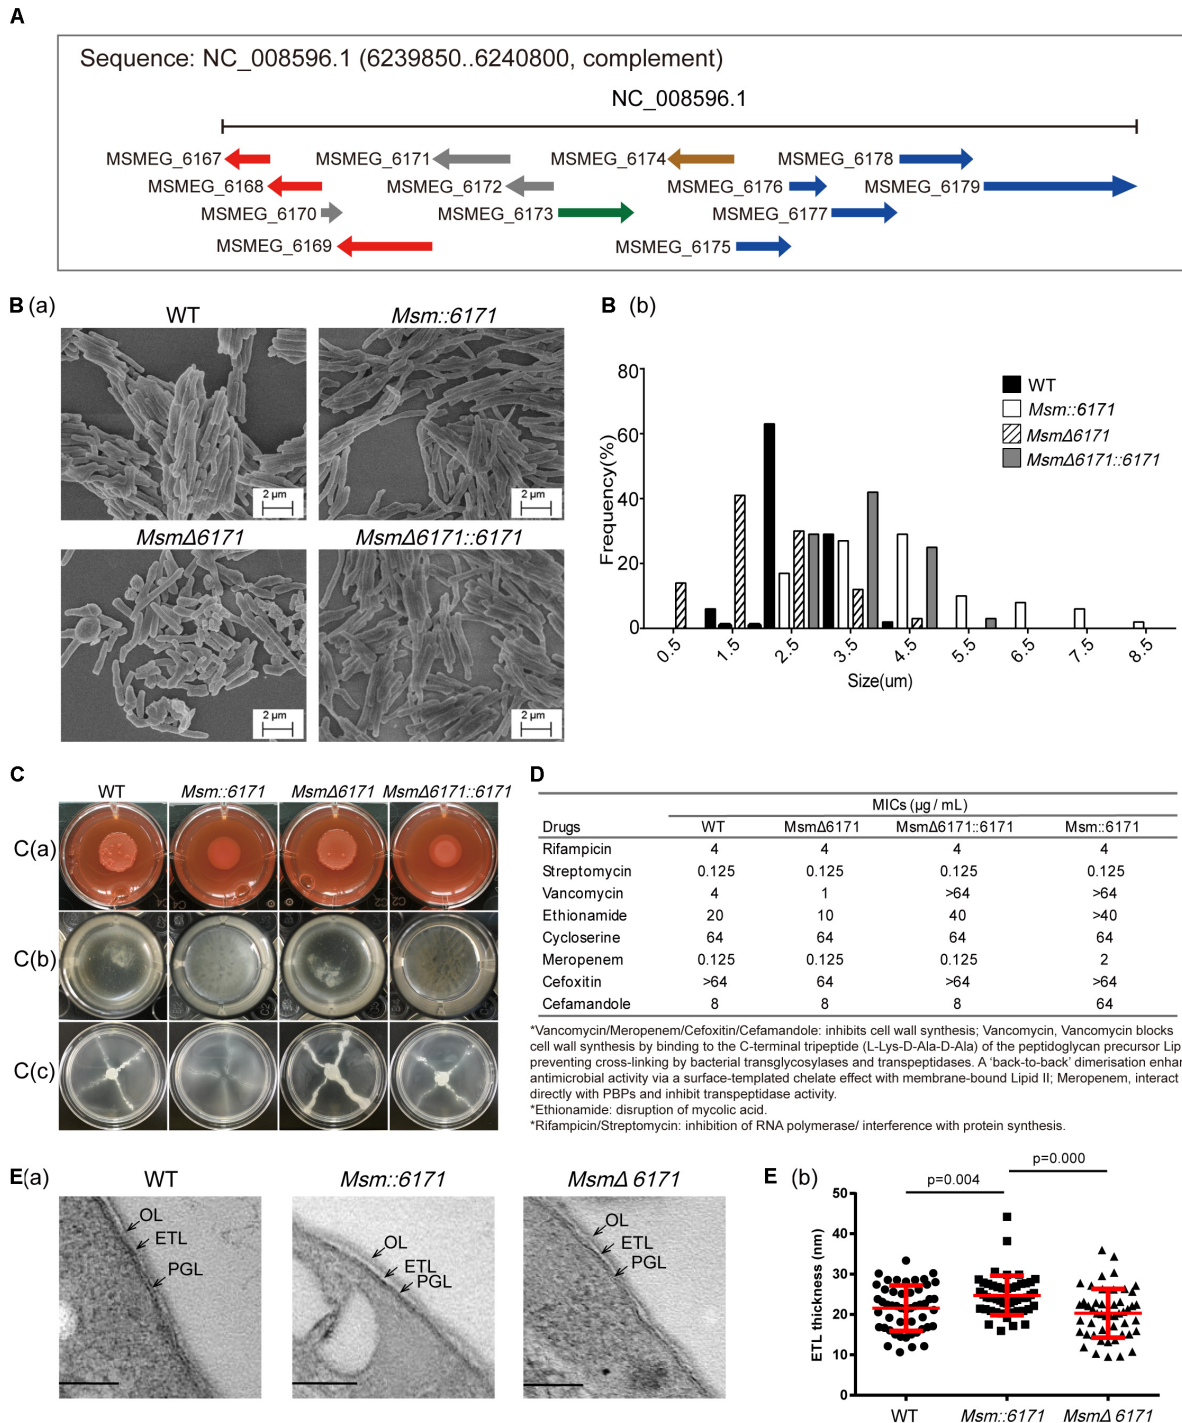 A
Sequence: NC_008596.1 (6239850..6240800, complement)
NC_008596.1
MSMEG_6167
MSMEG_6171
MSMEG_6174
MSMEG_6178
MSMEG_6168
MSMEG_6172
MSMEG_6176
MSMEG_6179
MSMEG_6170
MSMEG_6173
MSMEG_6177
MSMEG_6169
MSMEG_6175
B (a)
WT
Msm::6171
2 µm
2 µm
MsmΔ6171
MsmΔ6171::6171
2 µm
2 µm
B (b)
80
60
40
20
0
Frequency(%)
WT
Msm::6171
MsmΔ6171
MsmΔ6171::6171
0.5
1.5
2.5
3.5
4.5
5.5
6.5
7.5
8.5
Size(um)
C
WT
Msm::6171
MsmΔ6171
MsmΔ6171::6171
C(a)
C(b)
C(c)
D
MICs (µg / mL)
Drugs WT MsmΔ6171 MsmΔ6171::6171 Msm::6171
Rifampicin 4 4 4 4
Streptomycin 0.125 0.125 0.125 0.125
Vancomycin 4 1 >64 >64
Ethionamide 20 10 40 >40
Cycloserine 64 64 64 64
Meropenem 0.125 0.125 0.125 2
Cefoxitin >64 64 >64 >64
Cefamandole 8 8 8 64
*Vancomycin/Meropenem/Cefoxitin/Cefamandole: inhibits cell wall synthesis; Vancomycin, Vancomycin blocks
cell wall synthesis by binding to the C-terminal tripeptide (L-Lys-D-Ala-D-Ala) of the peptidoglycan precursor Lip
preventing cross-linking by bacterial transglycosylases and transpeptidases. A 'back-to-back' dimerisation enhan
antimicrobial activity via a surface-templated chelate effect with membrane-bound Lipid II; Meropenem, interact
directly with PBPs and inhibit transpeptidase activity.
*Ethionamide: disruption of mycolic acid.
*Rifampicin/Streptomycin: inhibition of RNA polymerase/ interference with protein synthesis.
E(a)
WT
Msm::6171
MsmΔ 6171
OL
ETL
PGL
OL
ETL
PGL
OL
ETL
PGL
E (b)
p=0.004
p=0.000
50
40
30
20
10
0
ETL thickness (nm)
WT
Msm::6171
MsmΔ 6171